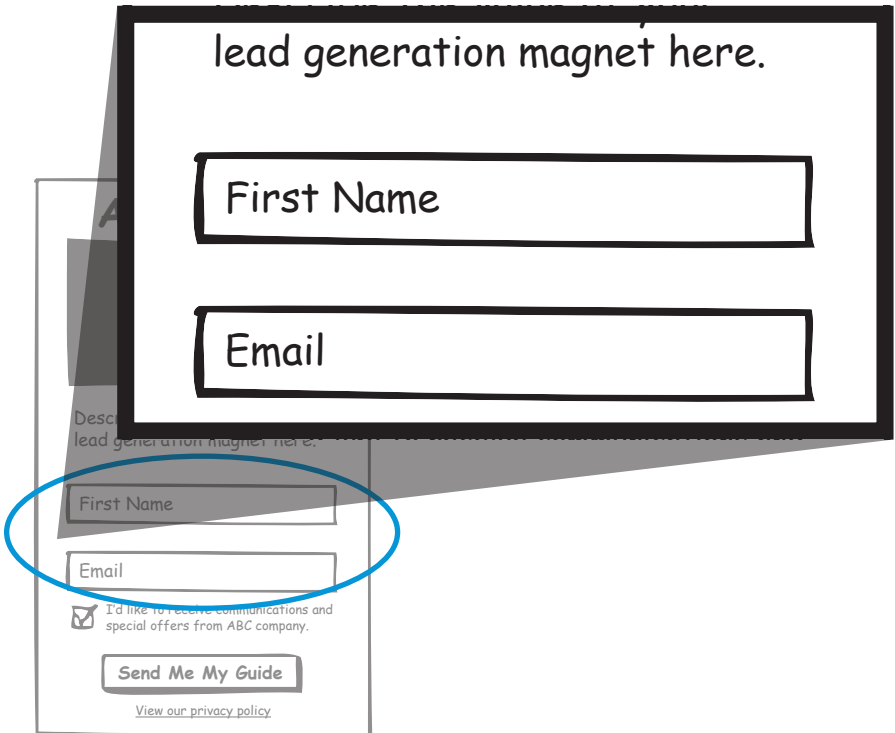 lead generation magnet here.
First Name
Email
A
Descr
lead generation magnet here.
First Name
Email
I'd like to receive communications and
special offers from ABC company.
Send Me My Guide
View our privacy policy